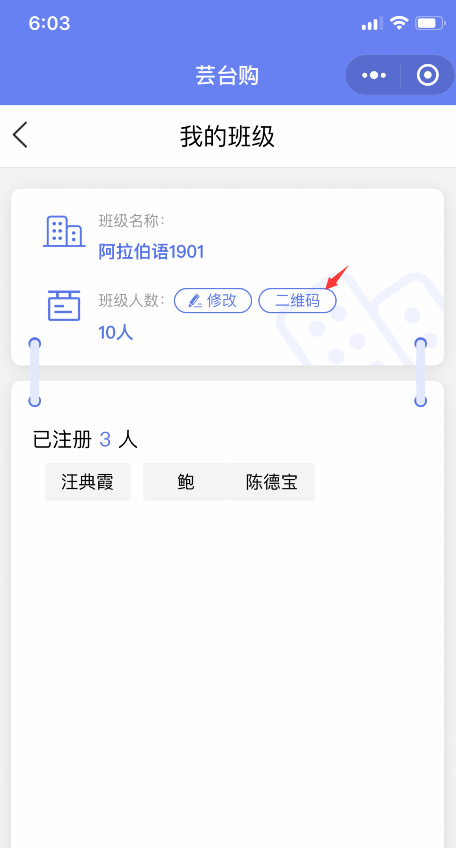 6:03
芸台购
我的班级
班级名称：
阿拉伯语1901
班级人数： 修改 二维码
10人
已注册 3 人
汪典霞 鲍 陈德宝